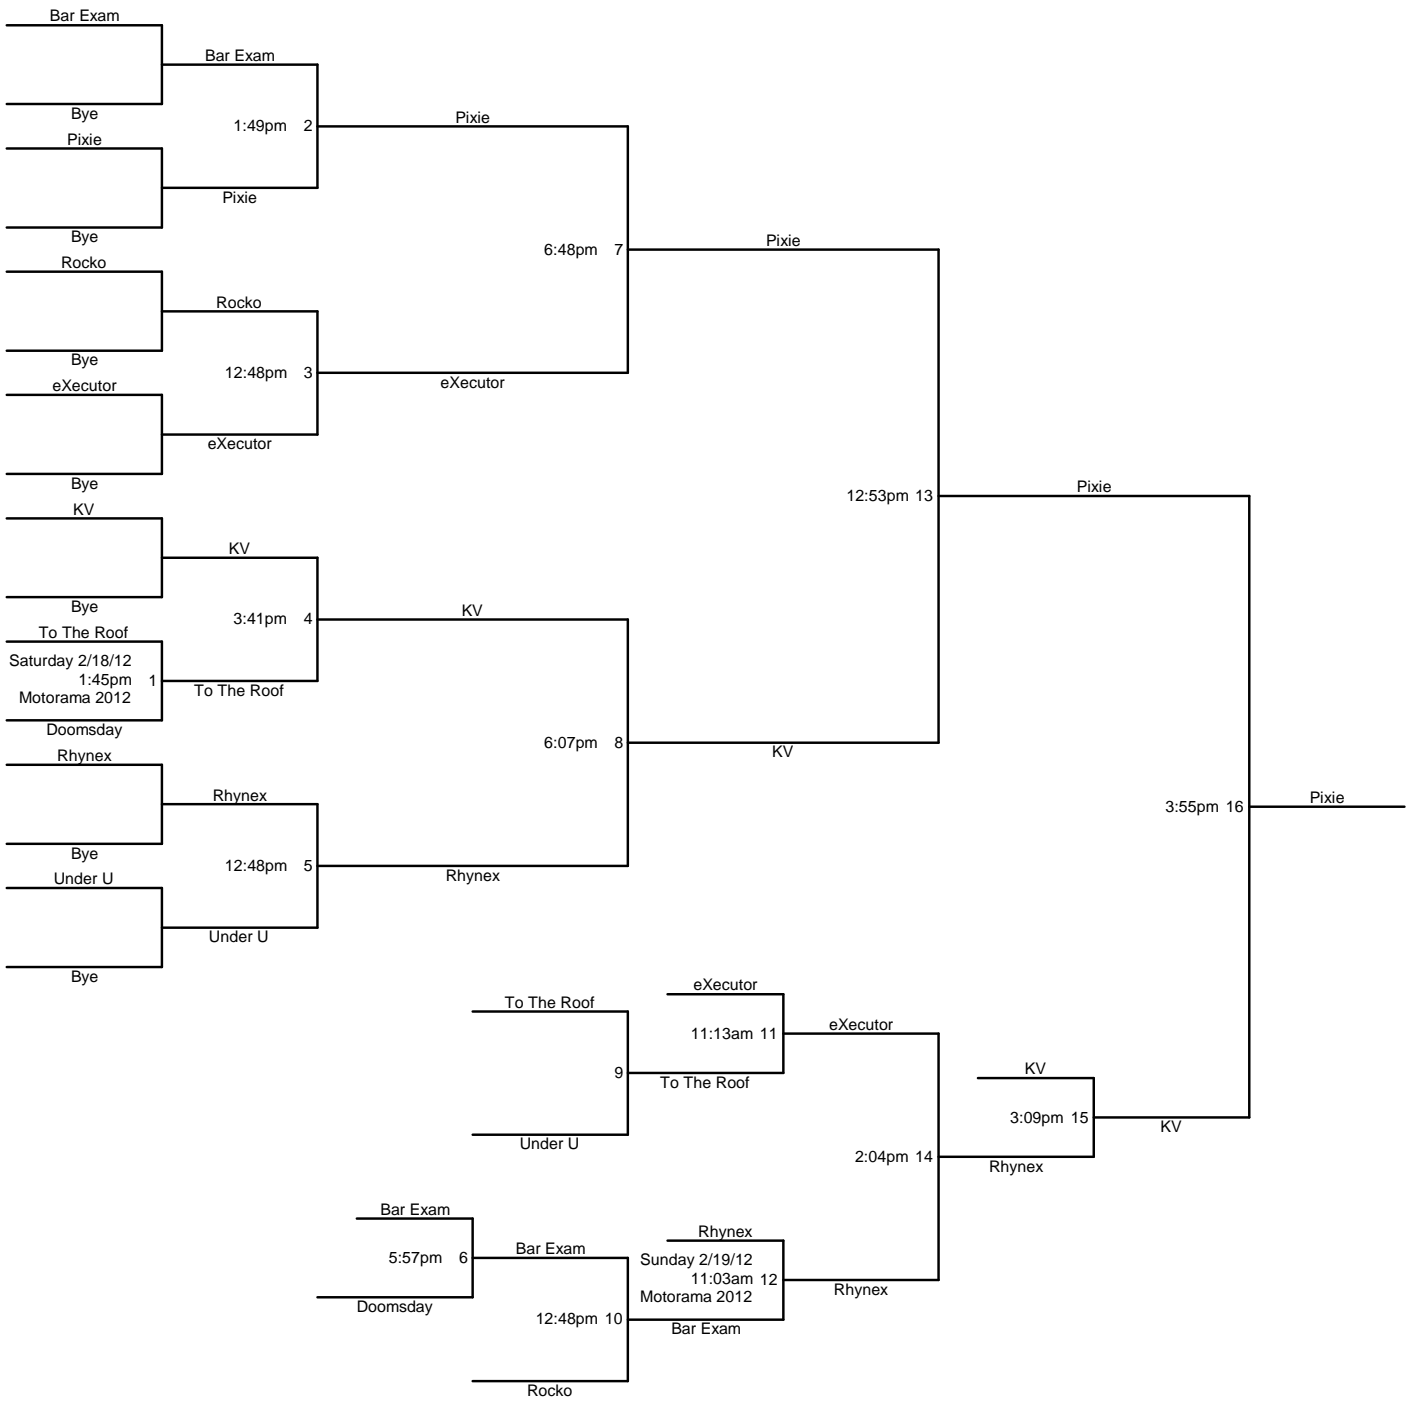 Bar Exam
Bar Exam
Bye
1:49pm 2
Pixie
Pixie
Pixie
Bye
6:48pm 7
Pixie
Rocko
Rocko
Bye
12:48pm 3
eXecutor
eXecutor
eXecutor
Bye
12:53pm 13
Pixie
KV
KV
Bye
3:41pm 4
KV
To The Roof
Saturday 2/18/12
1:45pm 1
Motorama 2012
To The Roof
Doomsday
6:07pm 8
KV
Rhynex
Rhynex
Bye
12:48pm 5
Rhynex
Under U
Under U
Bye
3:55pm 16
Pixie
To The Roof
eXecutor
11:13am 11
eXecutor
9
To The Roof
Under U
KV
3:09pm 15
KV
2:04pm 14
Rhynex
Bar Exam
5:57pm 6
Bar Exam
Doomsday
Rhynex
Sunday 2/19/12
11:03am 12
Motorama 2012
Rhynex
12:48pm 10
Bar Exam
Rocko